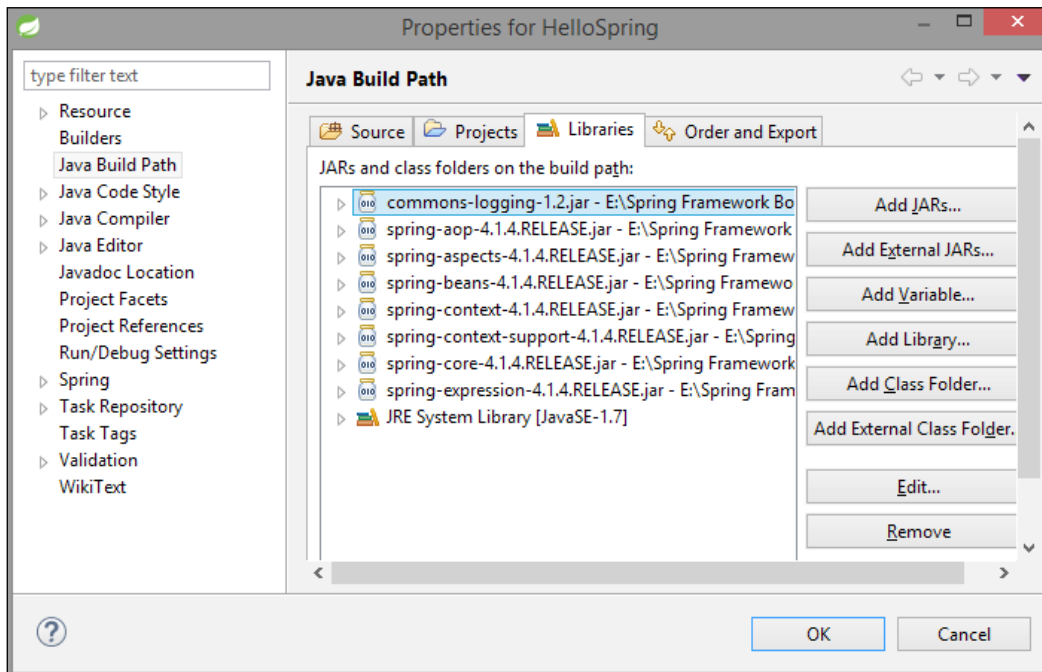 Properties for HelloSpring
type filter text
Resource
Builders
Java Build Path
Java Code Style
Java Compiler
Java Editor
Javadoc Location
Project Facets
Project References
Run/Debug Settings
Spring
Task Repository
Task Tags
Validation
WikiText
Java Build Path
Source Projects Libraries Order and Export
JARs and class folders on the build path:
commons-logging-1.2.jar - E:\Spring Framework Bo
spring-aop-4.1.4.RELEASE.jar - E:\Spring Framework
spring-aspects-4.1.4.RELEASE.jar - E:\Spring Framew
spring-beans-4.1.4.RELEASE.jar - E:\Spring Framewo
spring-context-4.1.4.RELEASE.jar - E:\Spring Framew
spring-context-support-4.1.4.RELEASE.jar - E:\Spring
spring-core-4.1.4.RELEASE.jar - E:\Spring Framework
spring-expression-4.1.4.RELEASE.jar - E:\Spring Fram
JRE System Library [JavaSE-1.7]
Add JARs...
Add External JARs...
Add Variable...
Add Library...
Add Class Folder...
Add External Class Folder.
Edit...
Remove
OK
Cancel